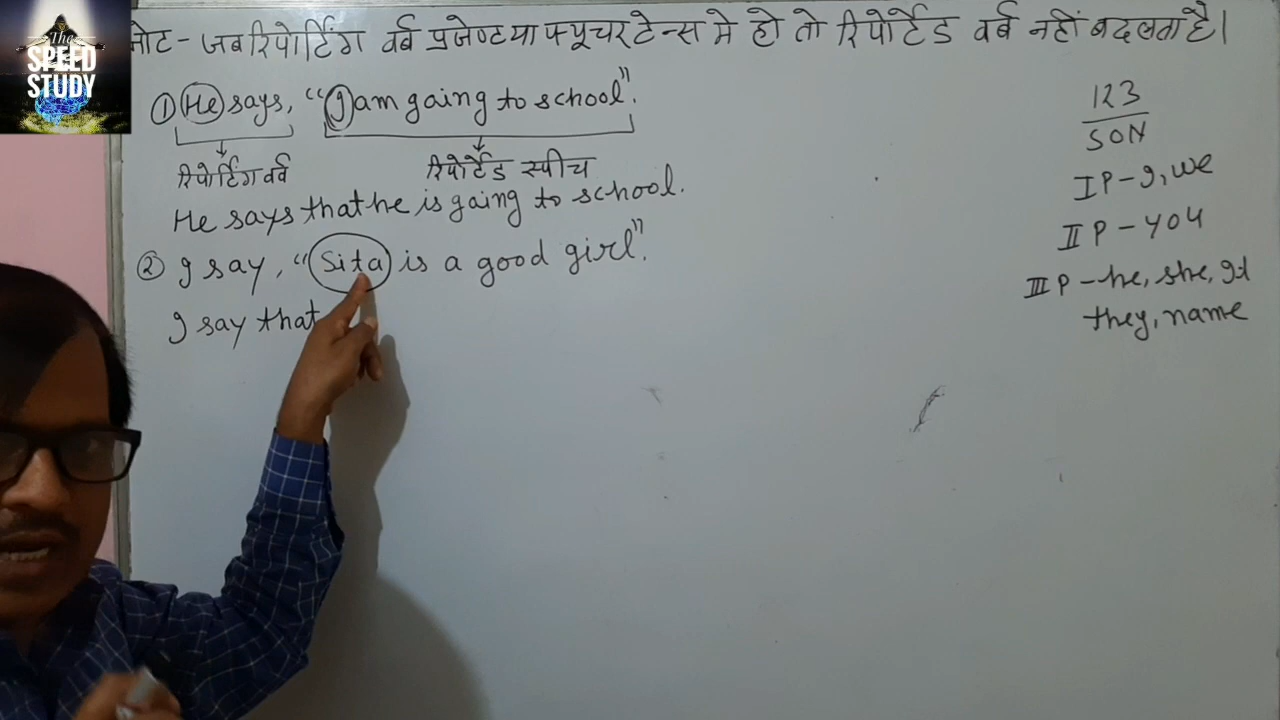 The
SPEED
STUDY
नोट - जब रिपोर्टिंग वर्ब प्रजेण्ट या फ्यूचर टेन्स मे हो तो रिपोर्टेड वर्ब नहीं बदलता है।
① He says, "I am going to school".
रिपोर्टिंग वर्ब रिपोर्टेड स्पीच
He says that he is going to school.
② I say, "Sita is a good girl".
I say that
123
SON
I P - I, we
II P - you
III P - he, she, It
they, name